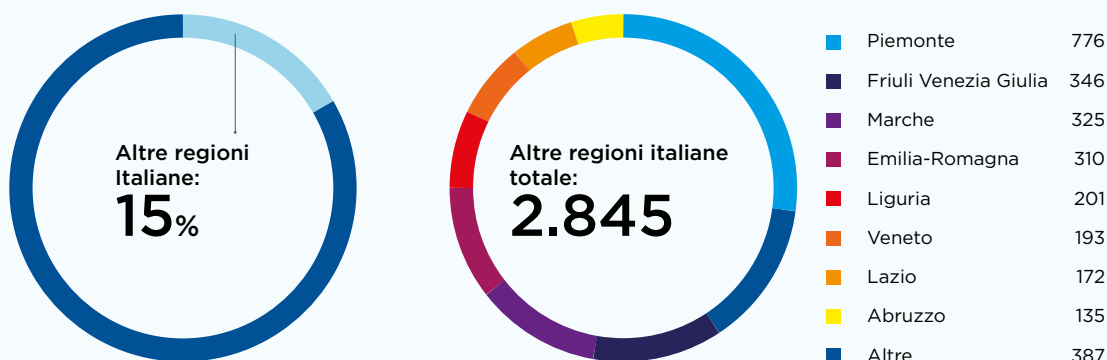 Altre regioni
Italiane:
15%
Altre regioni italiane
totale:
2.845
Piemonte 776
Friuli Venezia Giulia 346
Marche 325
Emilia-Romagna 310
Liguria 201
Veneto 193
Lazio 172
Abruzzo 135
Altre 387